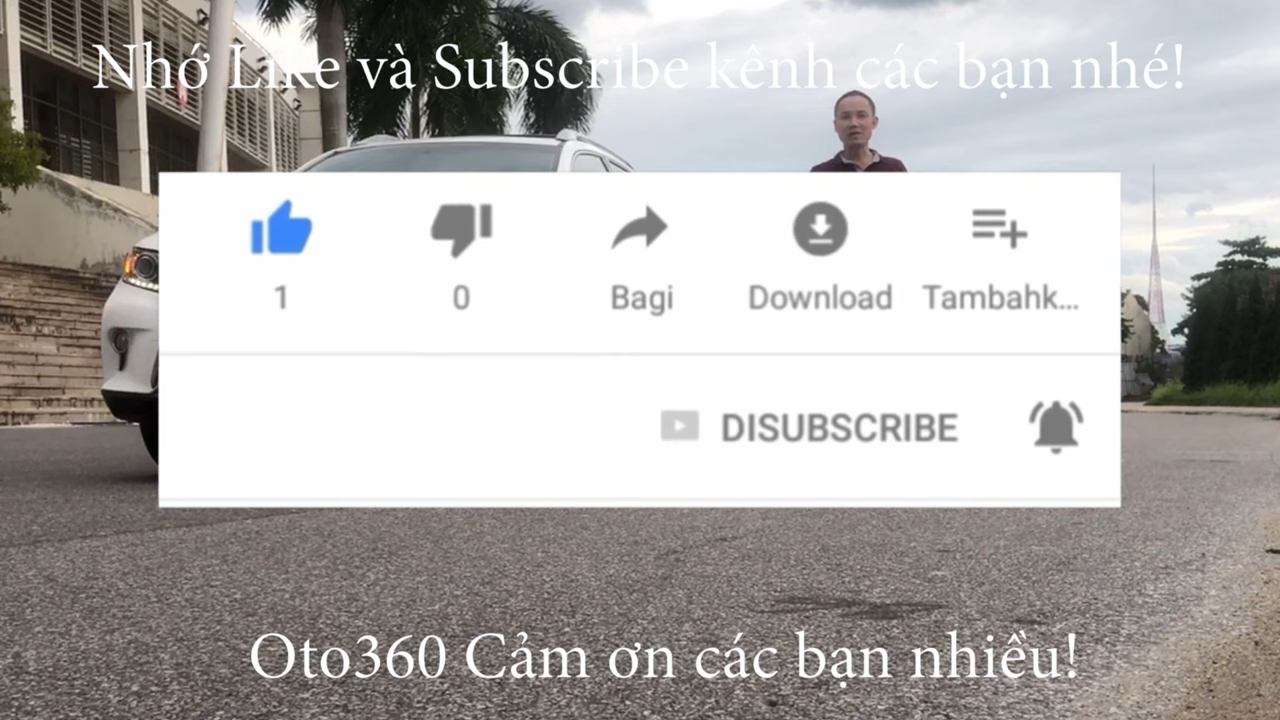 Nhớ Like và Subscribe kênh các bạn nhé!
1
0
Bagi
Download
Tambahk...
DISUBSCRIBE
Oto360 Cảm ơn các bạn nhiều!